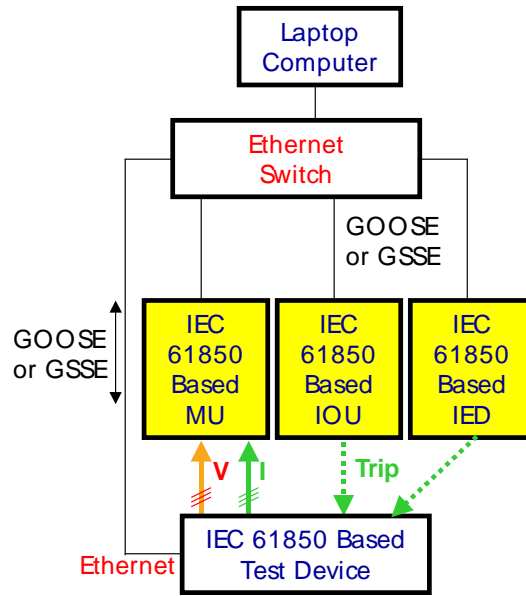 Laptop
Computer
Ethernet
Switch
GOOSE
or GSSE
GOOSE
or GSSE
IEC
61850
Based
MU
IEC
61850
Based
IOU
IEC
61850
Based
IED
V
I
Trip
Ethernet
IEC 61850 Based
Test Device